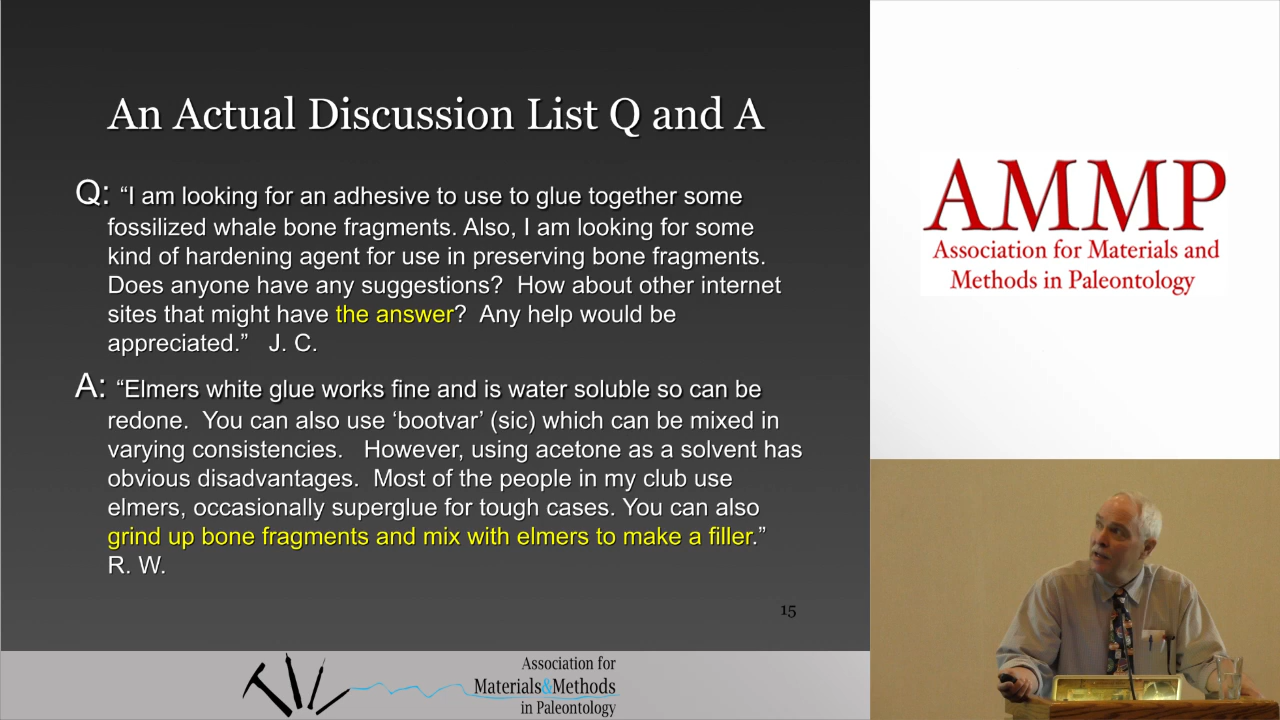 An Actual Discussion List Q and A
Q: “I am looking for an adhesive to use to glue together some
fossilized whale bone fragments. Also, I am looking for some
kind of hardening agent for use in preserving bone fragments.
Does anyone have any suggestions?  How about other internet
sites that might have the answer?  Any help would be
appreciated.”   J. C.
A: “Elmers white glue works fine and is water soluble so can be
redone.  You can also use ‘bootvar’ (sic) which can be mixed in
varying consistencies.   However, using acetone as a solvent has
obvious disadvantages.  Most of the people in my club use
elmers, occasionally superglue for tough cases. You can also
grind up bone fragments and mix with elmers to make a filler.”
R. W.
15
Association for
Materials&Methods
in Paleontology
AMMP
Association for Materials and
Methods in Paleontology